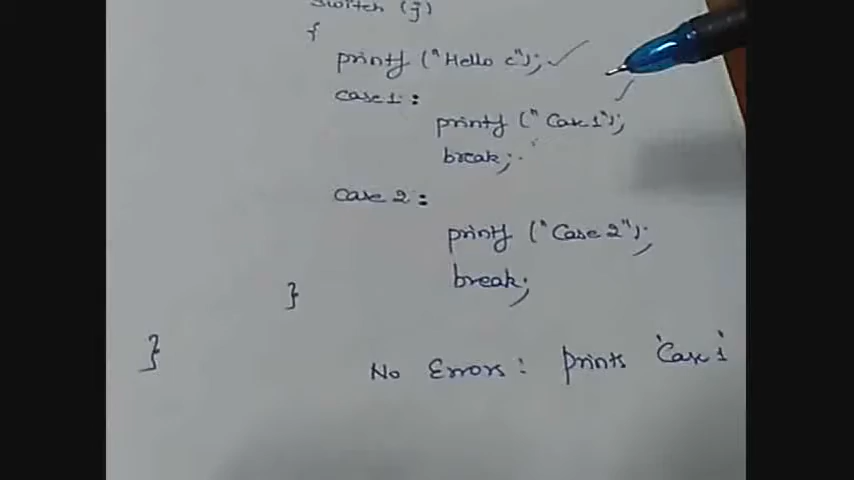 switch (j)
{
printf ("Hello c");
case 1:
printf ("Case 1");
break;
case 2:
printf ("Case 2");
break;
}
}
No Errors: prints 'Case 1'